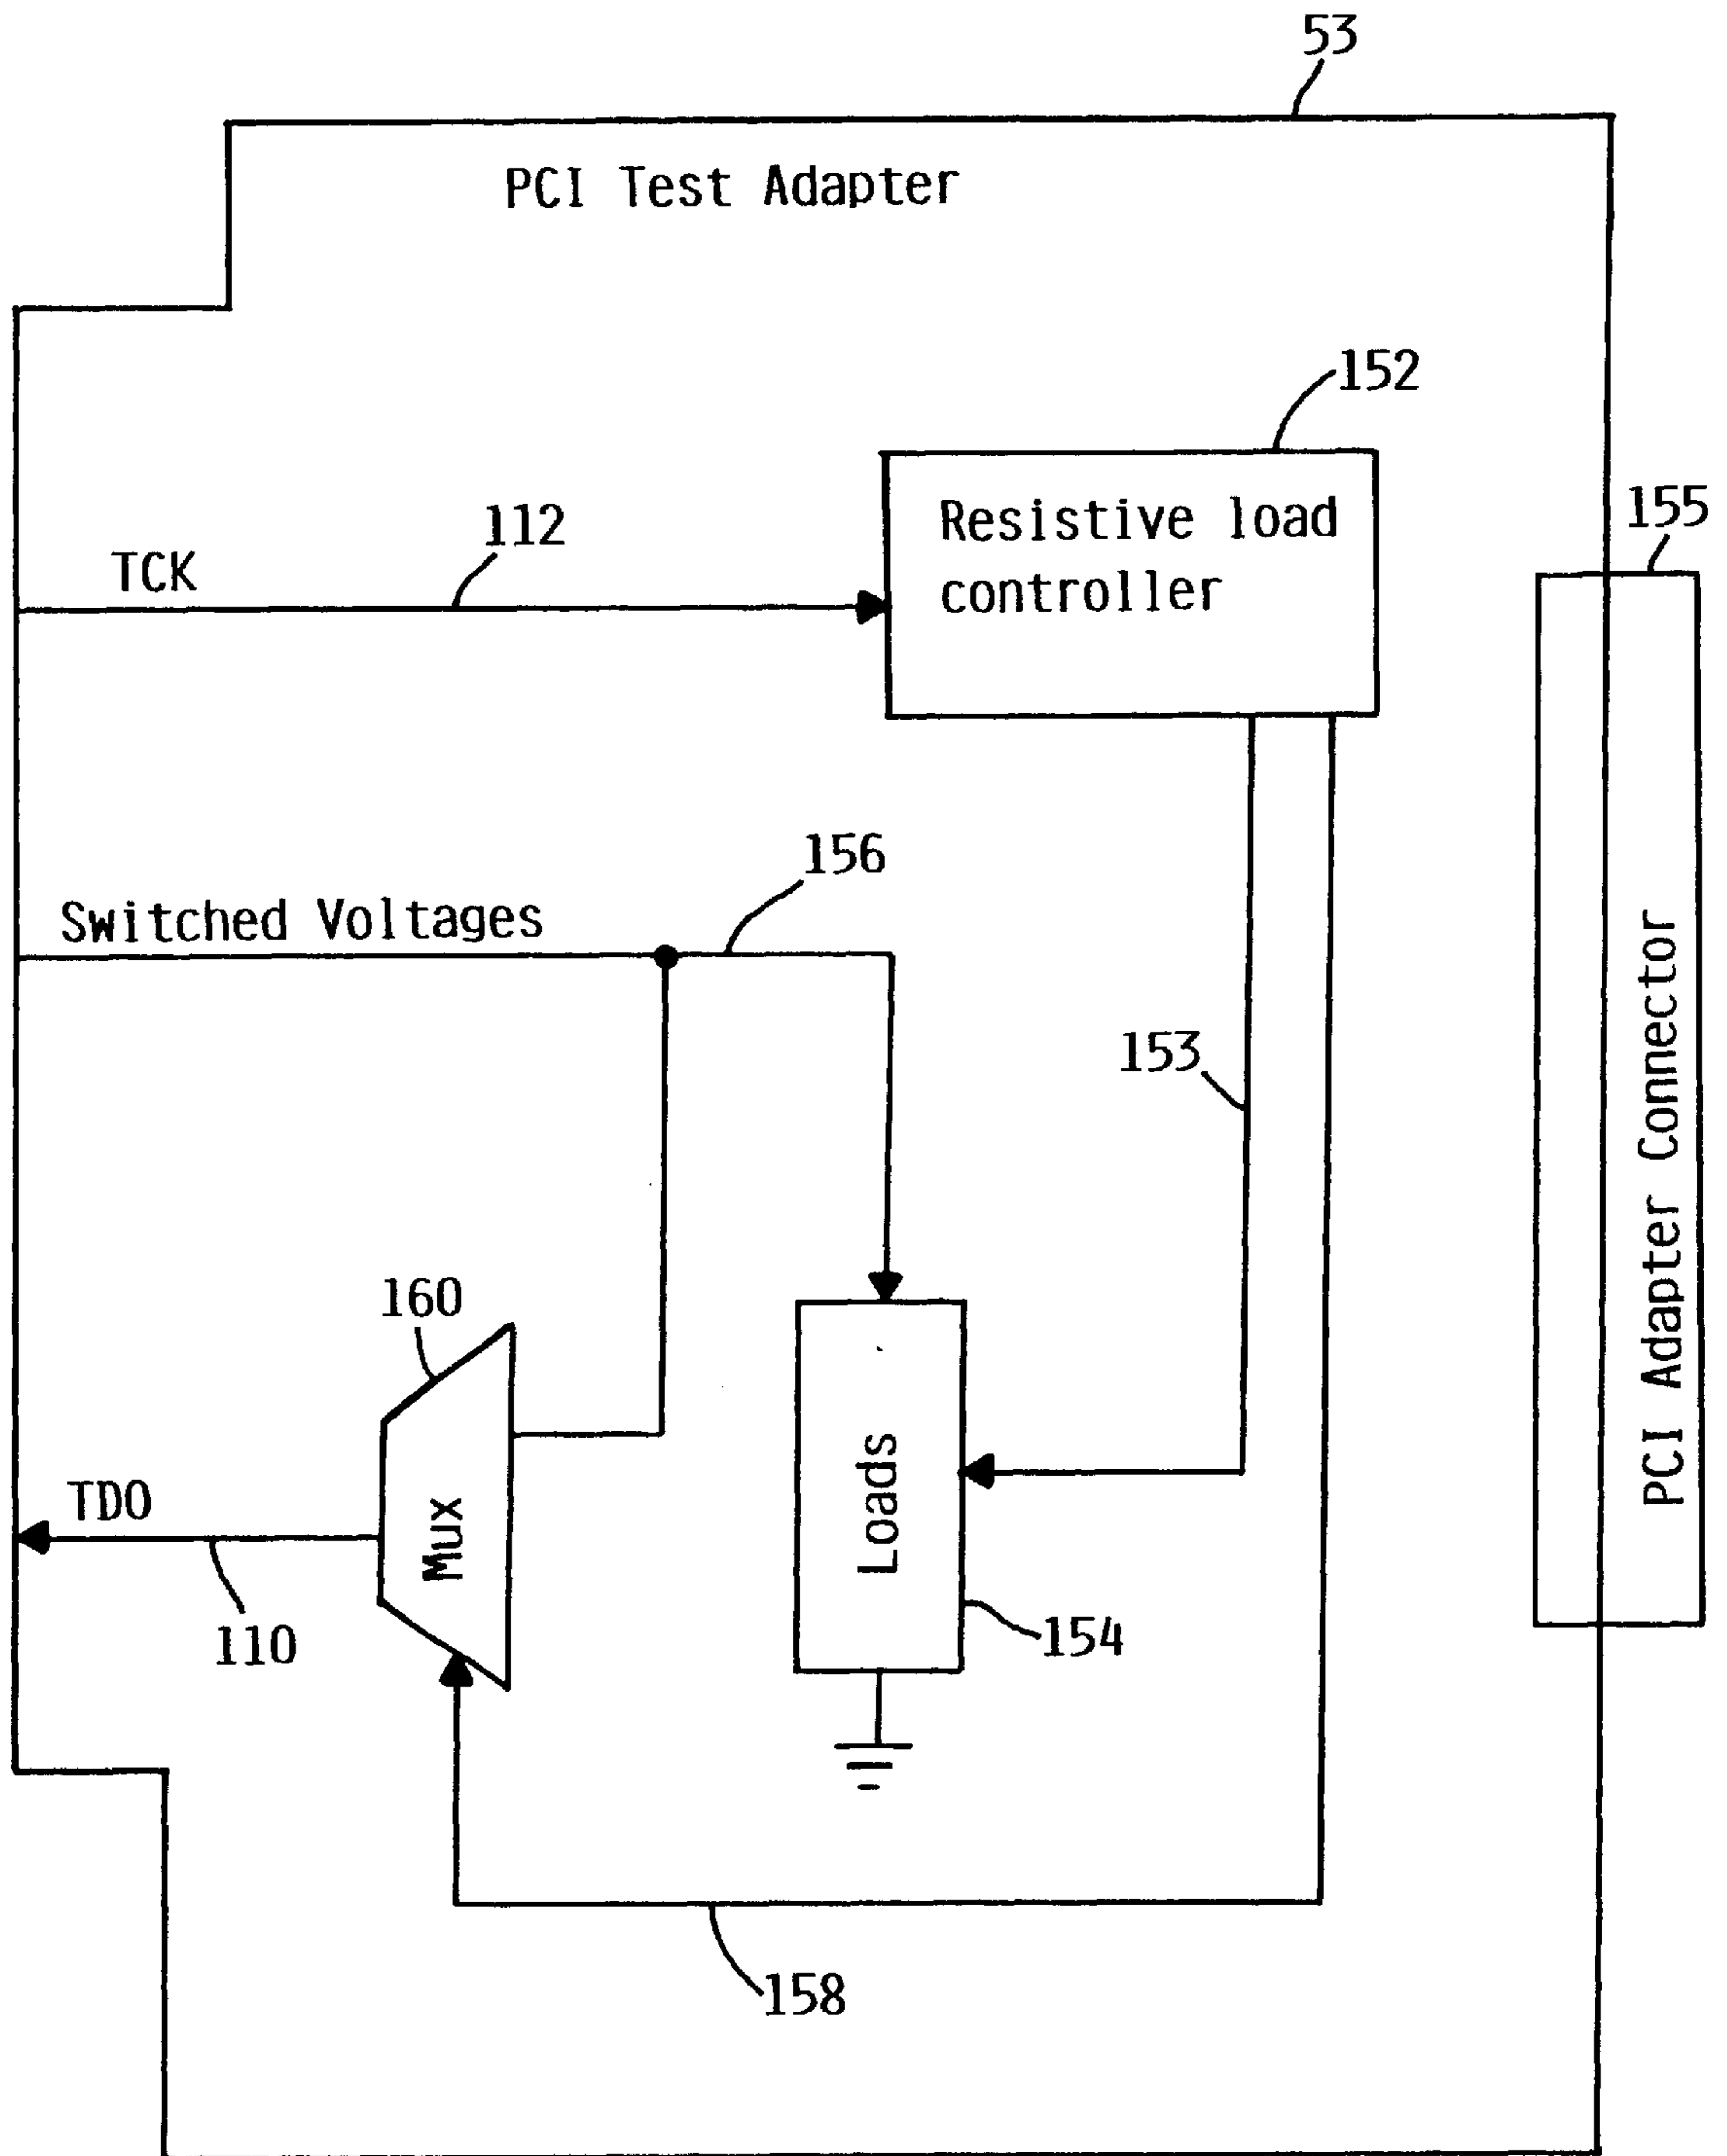 53
PCI Test Adapter
152
Resistive load
controller
155
112
TCK
156
Switched Voltages
153
PCI Adapter Connector
160
Mux
Loads
TDO
110
154
158